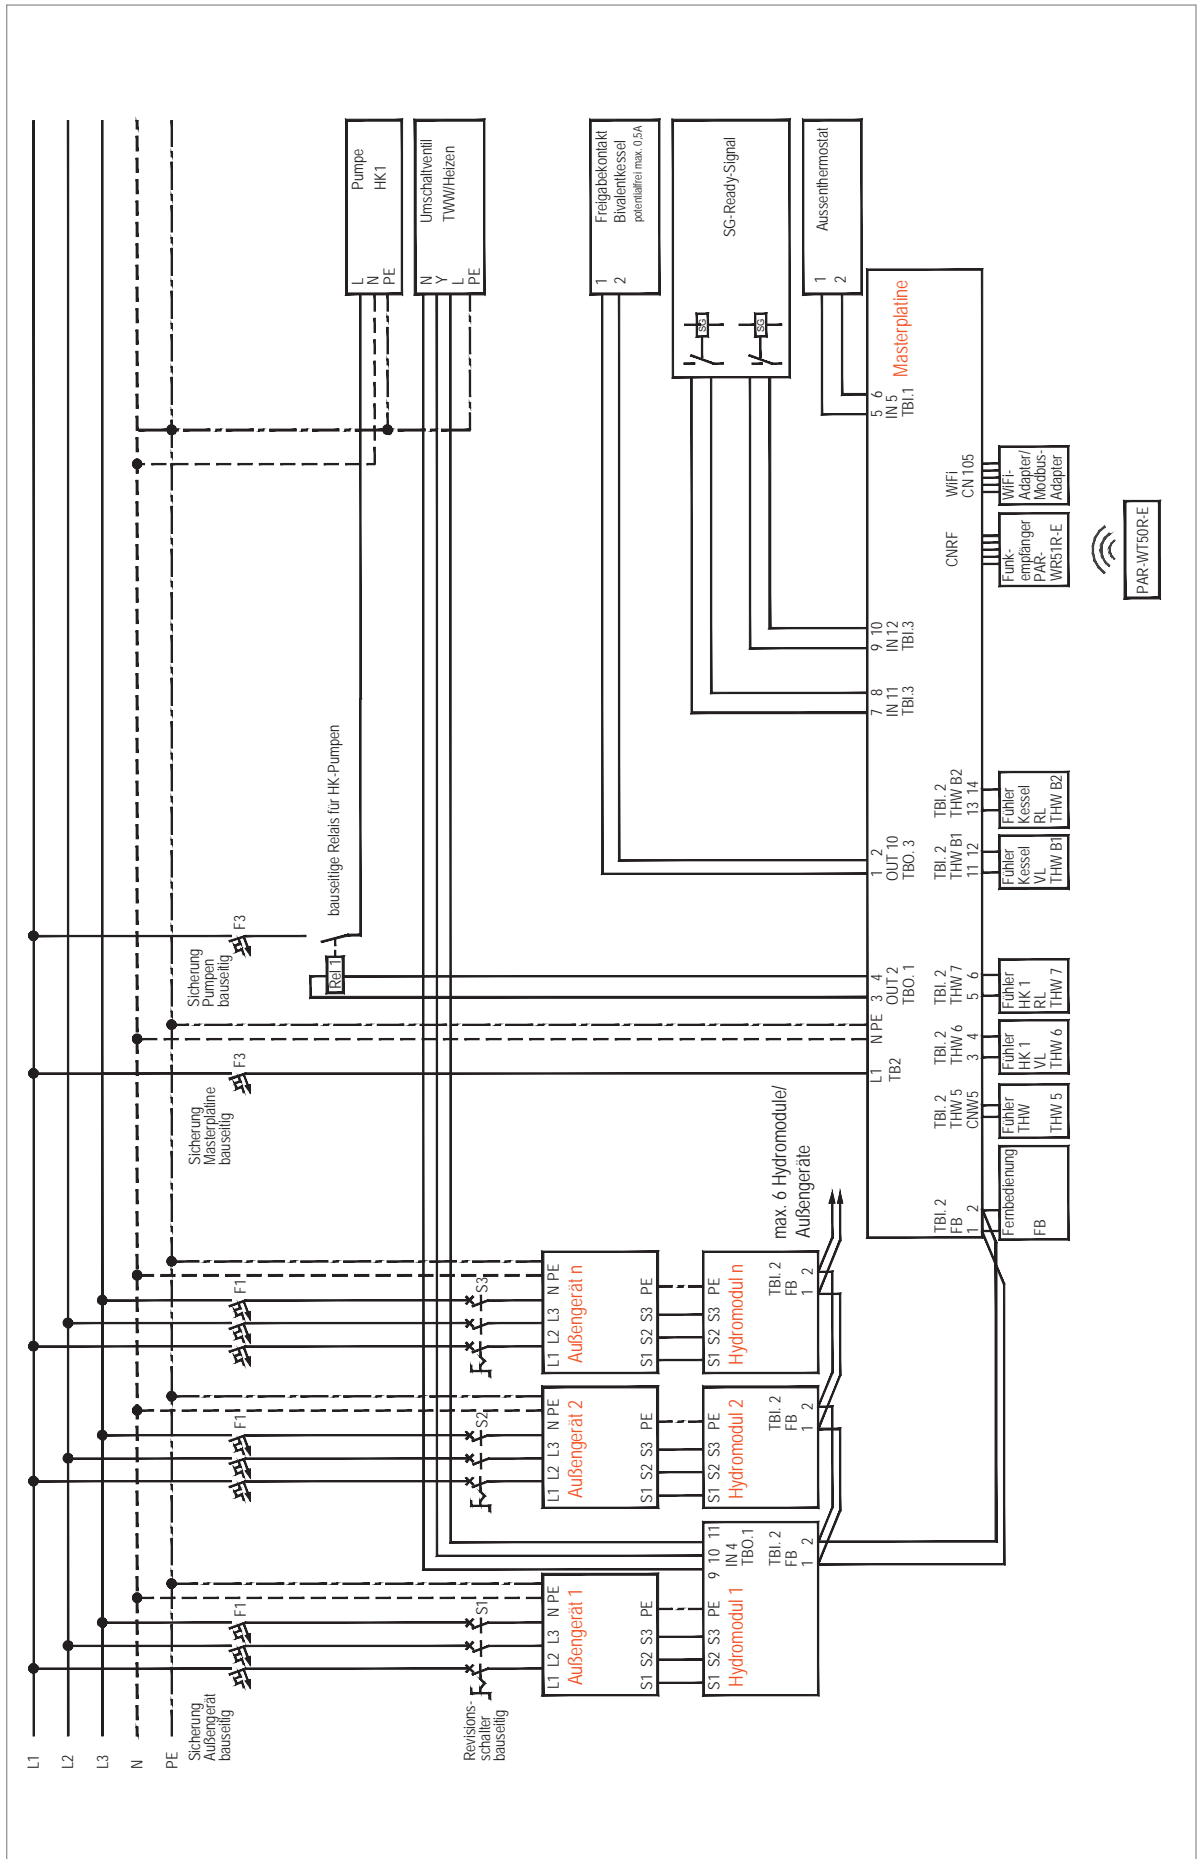 L1
L2
L3
N
PE
Sicherung
Außengerät
bauseitig
F1
F1
F1
Sicherung
Masterplatine
bauseitig
F3
Sicherung
Pumpen
bauseitig
F3
Rel 1
bauseitige Relais für HK-Pumpen
Pumpe
HK1
L
N
PE
Umschaltventil
TWW/Heizen
N
Y
L
PE
Revisions-
schalter
bauseitig
S1
S2
S3
L1 L2 L3 N PE
Außengerät 1
S1 S2 S3 PE
L1 L2 L3 N PE
Außengerät 2
S1 S2 S3 PE
L1 L2 L3 N PE
Außengerät n
S1 S2 S3 PE
Freigabekontakt
Bivalentkessel
potentialfrei max. 0,5A
1
2
SG-Ready-Signal
SG
SG
Aussenthermostat
1
2
9 10 11
IN 4
TBO.1
S1 S2 S3 PE
Hydromodul 1
TBI. 2
FB
1 2
S1 S2 S3 PE
Hydromodul 2
TBI. 2
FB
1 2
S1 S2 S3 PE
Hydromodul n
TBI. 2
FB
1 2
max. 6 Hydromodule/
Außengeräte
L1
N PE
TB2
3 4
OUT 2
TBO. 1
1 2
OUT 10
TBO. 3
7 8
IN 11
TBI.3
9 10
IN 12
TBI.3
5 6
IN 5
TBI.1
Masterplatine
TBI. 2
FB
1 2
TBI. 2
THW 5
CNW5
TBI. 2
THW 6
3 4
TBI. 2
THW 7
5 6
TBI. 2
THW B1
11 12
TBI. 2
THW B2
13 14
CNRF
WiFi
CN 105
Fernbedienung
FB
Fühler
THW
THW 5
Fühler
HK 1
VL
THW 6
Fühler
HK 1
RL
THW 7
Fühler
Kessel
VL
THW B1
Fühler
Kessel
RL
THW B2
Funk-
empfänger
PAR-
WR51R-E
WiFi-
Adapter/
Modbus-
Adapter
PAR-WT50R-E